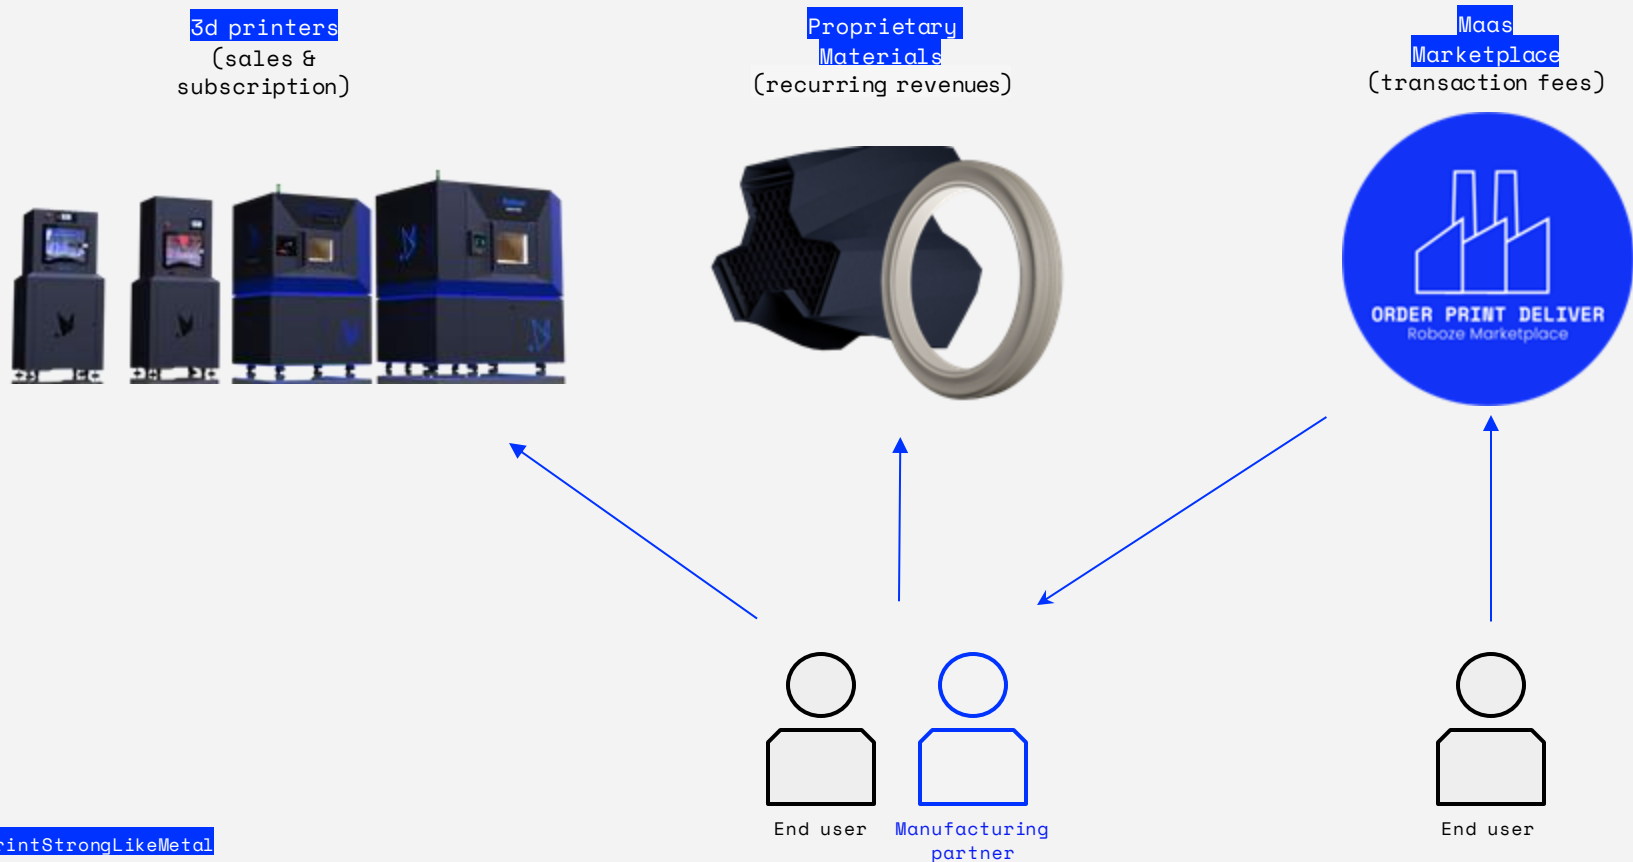 3d printers
(sales &
subscription)
Proprietary
Materials
(recurring revenues)
Maas
Marketplace
(transaction fees)
ORDER PRINT DELIVER
Roboze Marketplace
End user
Manufacturing
partner
End user
rintStrongLikeMetal